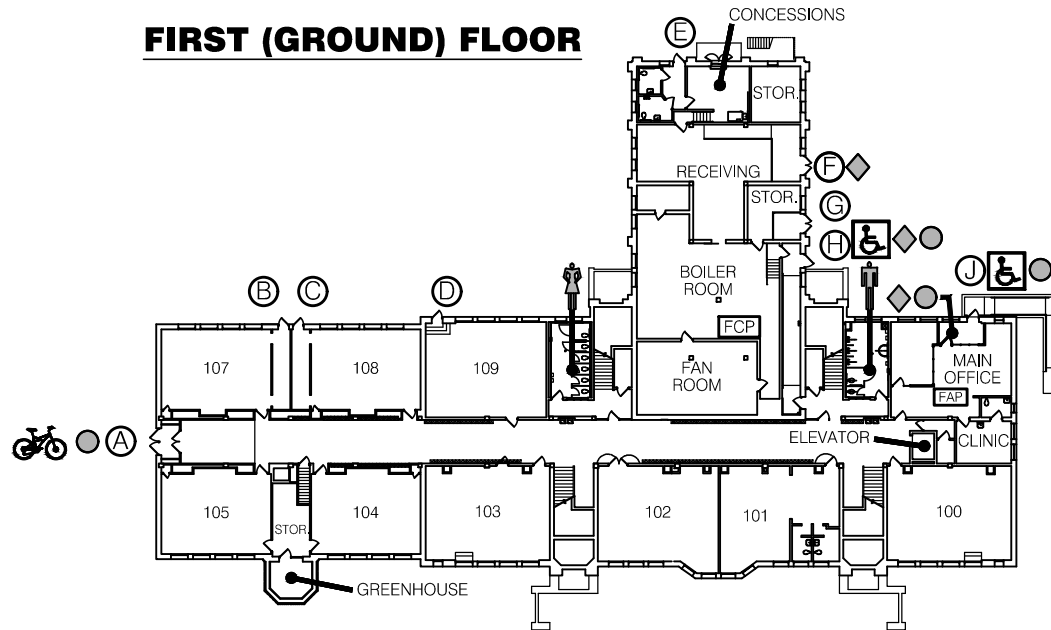 FIRST (GROUND) FLOOR
CONCESSIONS
E
STOR.
RECEIVING
F
STOR.
G
H
J
BOILER
ROOM
B
C
D
FCP
107
108
109
FAN
ROOM
MAIN
OFFICE
FAP
A
ELEVATOR
CLINIC
105
STOR.
104
103
102
101
100
GREENHOUSE